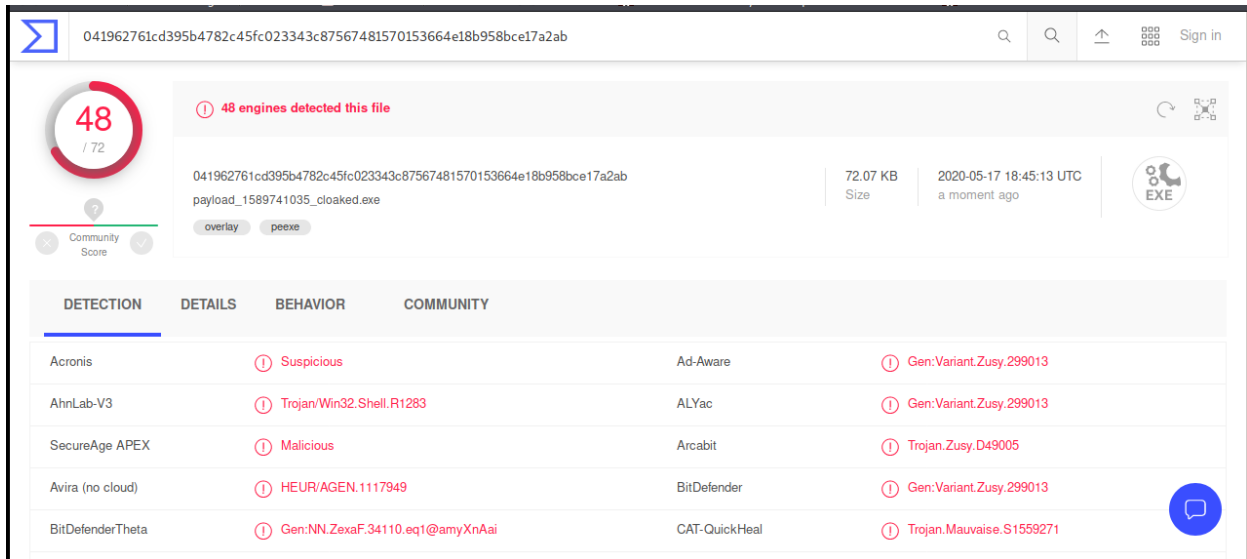 041962761cd395b4782c45fc023343c87567481570153664e18b958bce17a2ab
Sign in
48
/ 72
48 engines detected this file
041962761cd395b4782c45fc023343c87567481570153664e18b958bce17a2ab
payload_1589741035_cloaked.exe
overlay peexe
72.07 KB
Size
2020-05-17 18:45:13 UTC
a moment ago
EXE
?
Community
Score
DETECTION DETAILS BEHAVIOR COMMUNITY
Acronis Suspicious Ad-Aware Gen:Variant.Zusy.299013
AhnLab-V3 Trojan/Win32.Shell.R1283 ALYac Gen:Variant.Zusy.299013
SecureAge APEX Malicious Arcabit Trojan.Zusy.D49005
Avira (no cloud) HEUR/AGEN.1117949 BitDefender Gen:Variant.Zusy.299013
BitDefenderTheta Gen:NN.ZexaF.34110.eq1@amyXnAai CAT-QuickHeal Trojan.Mauvaise.S1559271